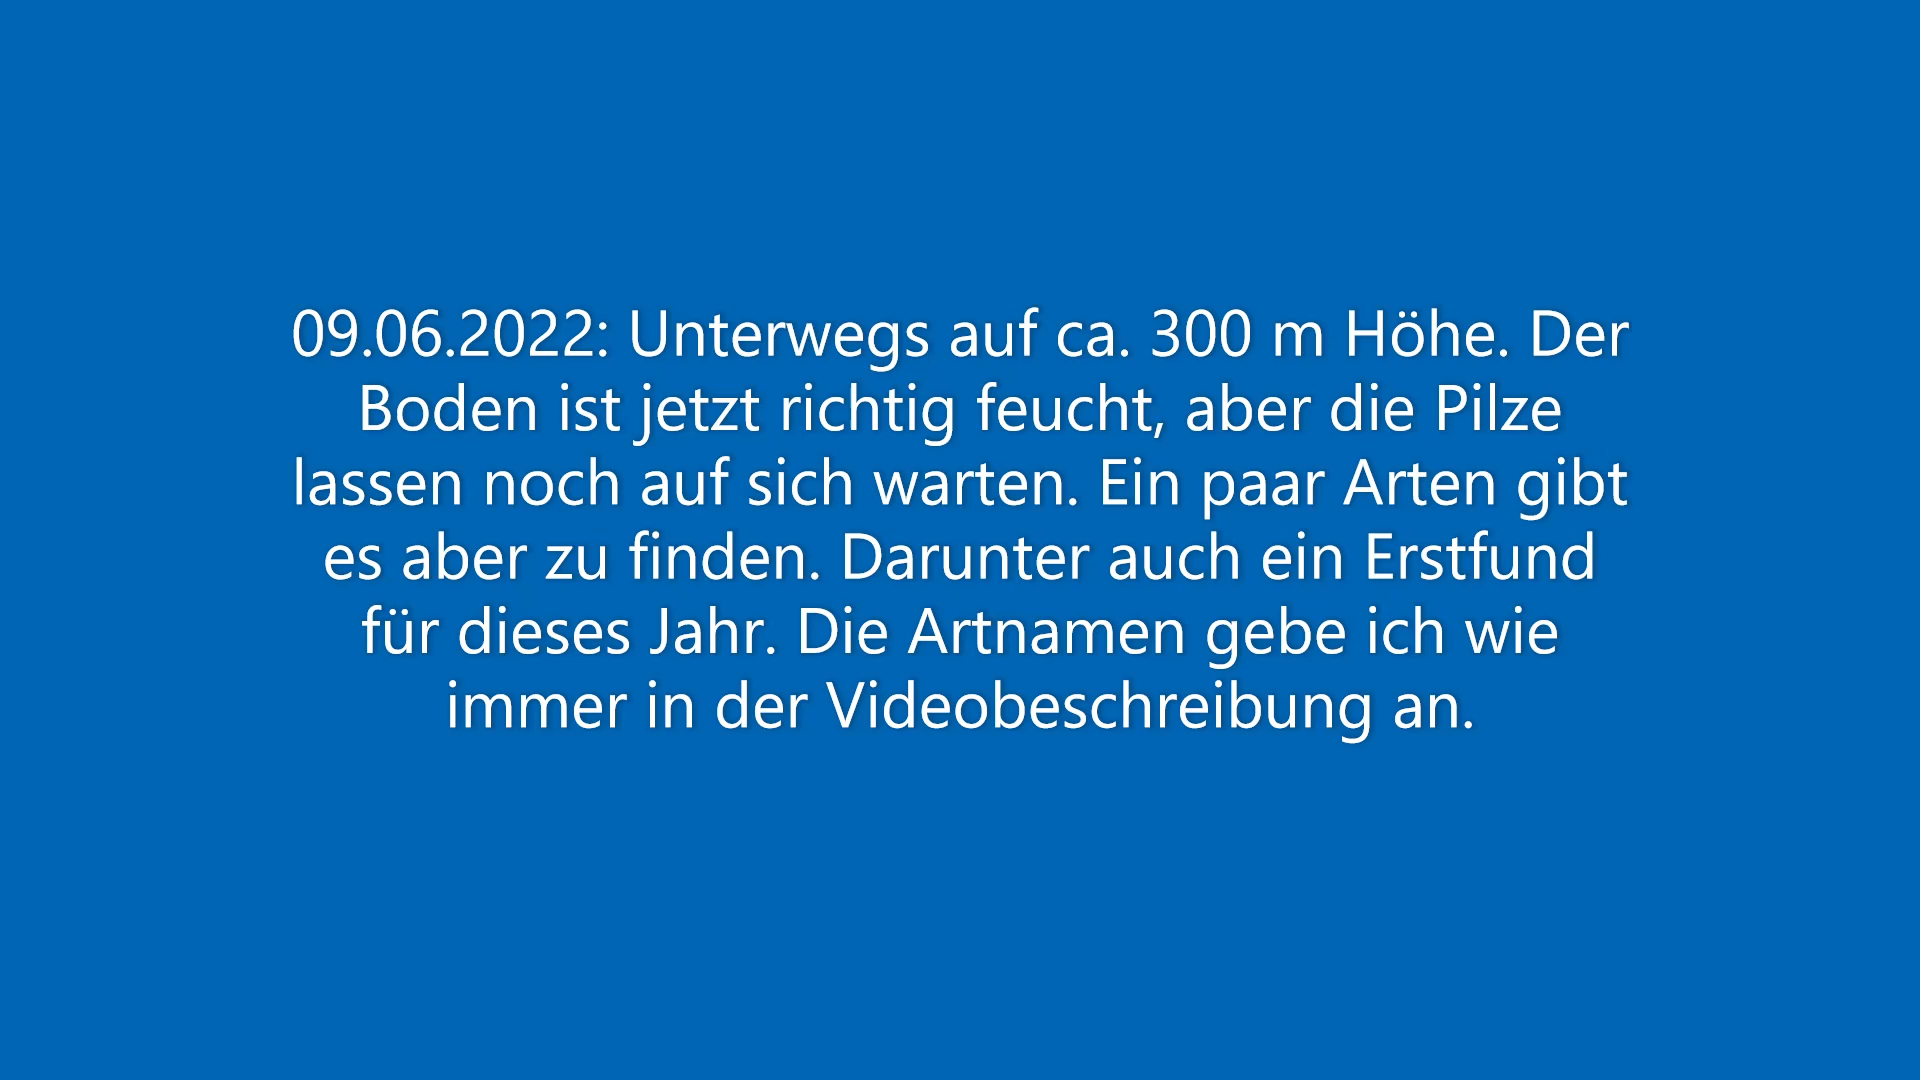 09.06.2022: Unterwegs auf ca. 300 m Höhe. Der
Boden ist jetzt richtig feucht, aber die Pilze
lassen noch auf sich warten. Ein paar Arten gibt
es aber zu finden. Darunter auch ein Erstfund
für dieses Jahr. Die Artnamen gebe ich wie
immer in der Videobeschreibung an.